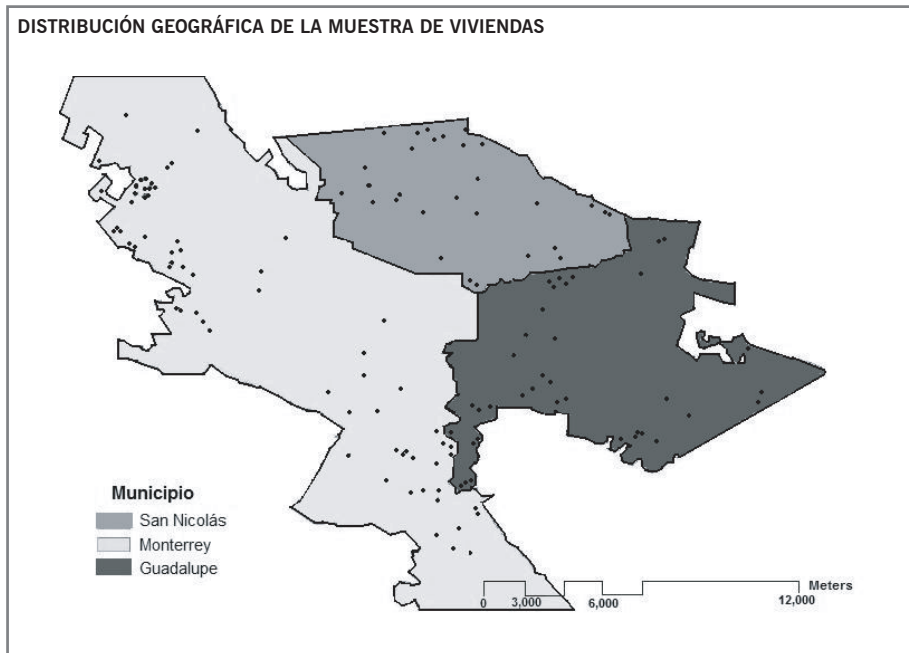 DISTRIBUCIÓN GEOGRÁFICA DE LA MUESTRA DE VIVIENDAS
Municipio
San Nicolás
Monterrey
Guadalupe
Meters
0 3,000 6,000 12,000